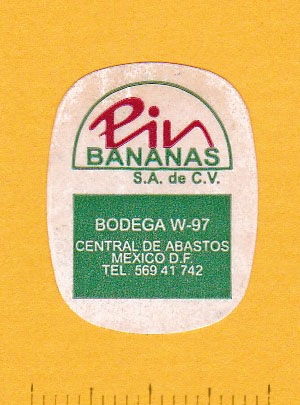 Pin
BANANAS
S.A. de C.V.
BODEGA W-97
CENTRAL DE ABASTOS
MEXICO D.F.
TEL. 569 41 742